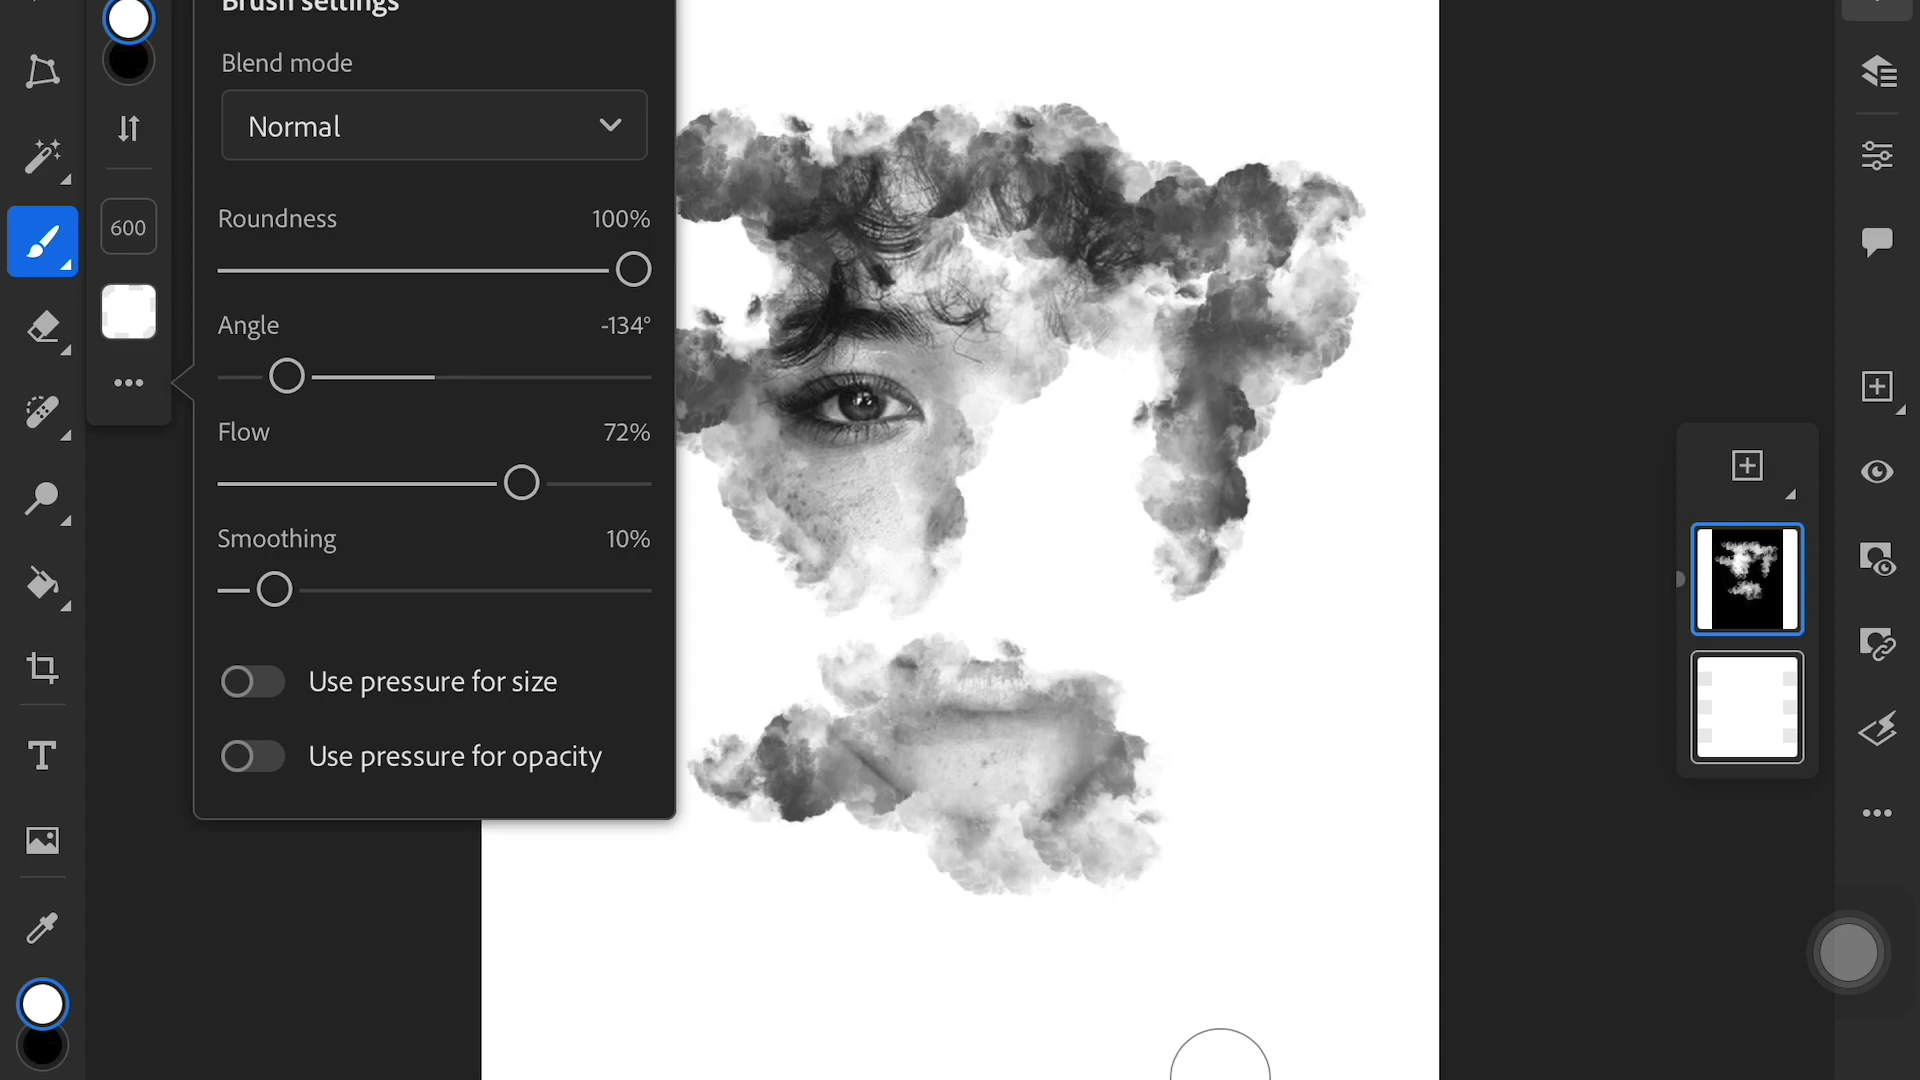 Brush settings
Blend mode
Normal
Roundness 100%
600
Angle -134°
Flow 72%
Smoothing 10%
Use pressure for size
Use pressure for opacity